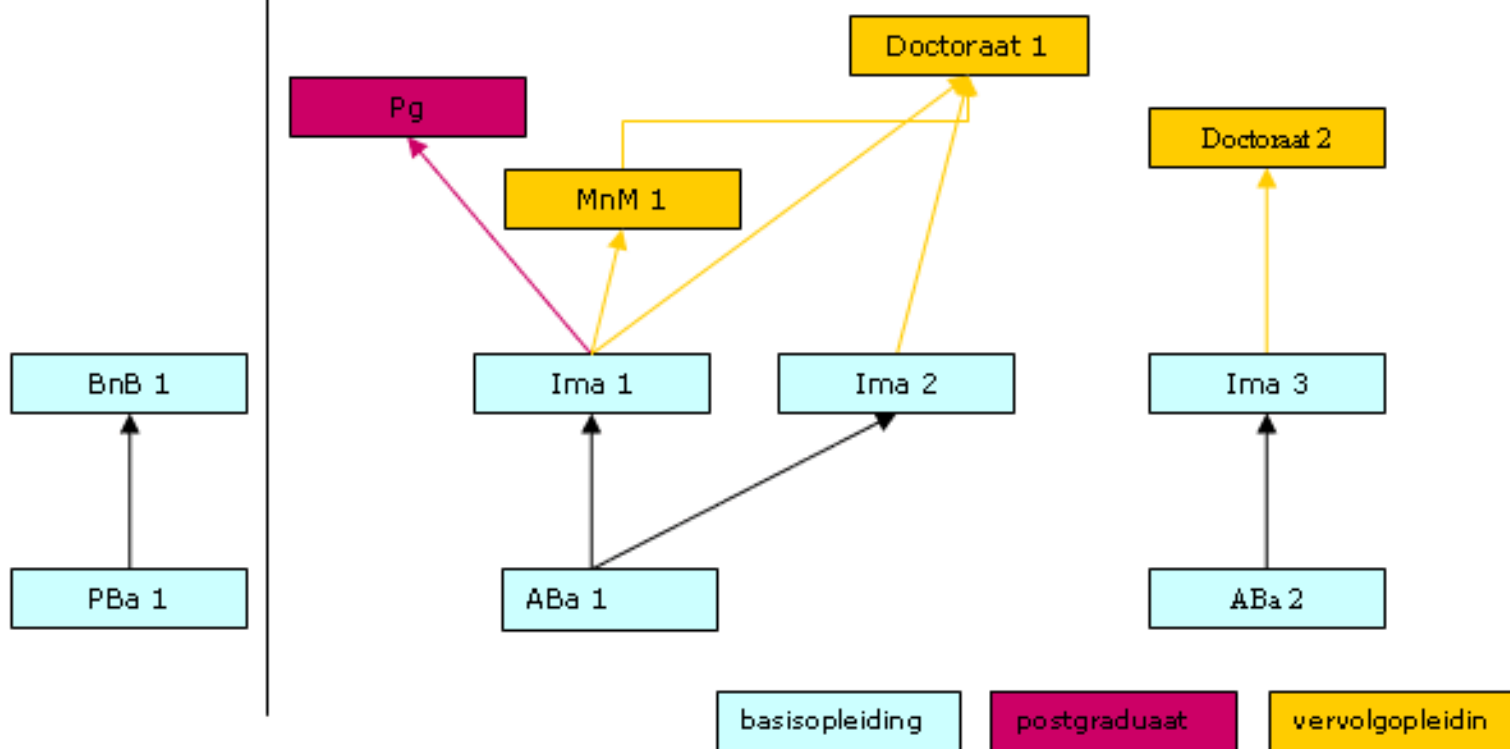 Doctoraat 1
Pg
Doctoraat 2
MnM 1
BnB 1
Ima 1
Ima 2
Ima 3
PBa 1
ABa 1
ABa 2
basisopleiding
postgraduaat
vervolgopleidin